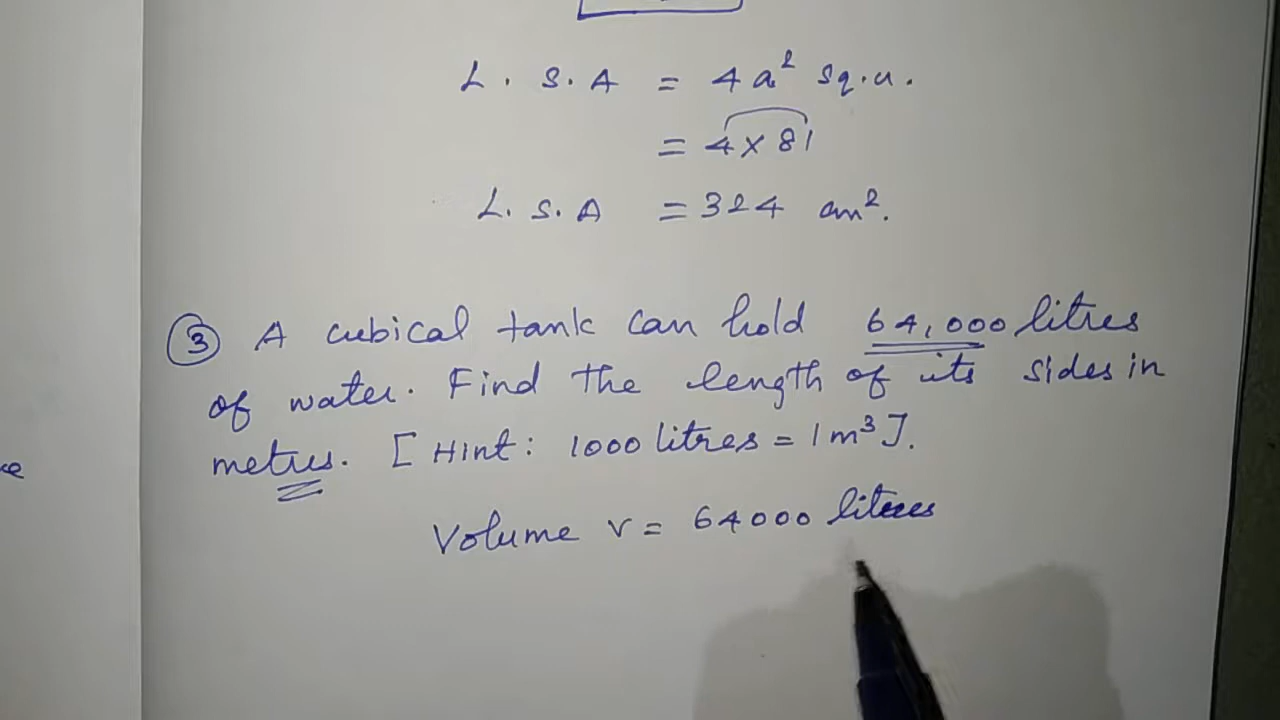 L. S. A = 4a² sq.u.
= 4 x 81
L. S. A = 324 cm².
③ A cubical tank can hold 64,000 litres
of water. Find the length of its sides in
metres. [Hint: 1000 litres = 1m³].
Volume V = 64000 literes